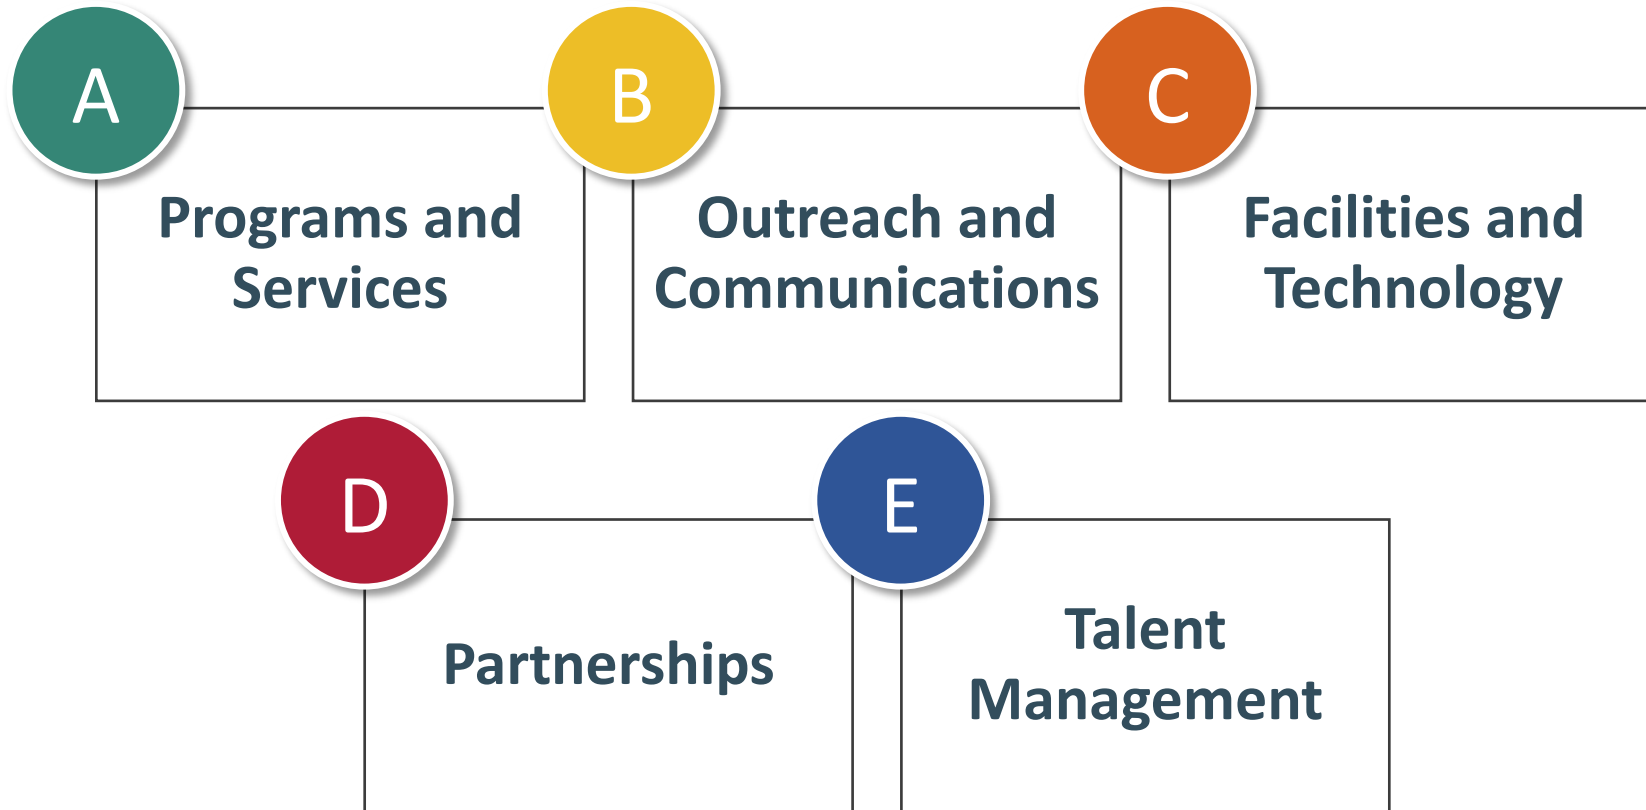 A
Programs and
Services
B
Outreach and
Communications
C
Facilities and
Technology
D
Partnerships
E
Talent
Management